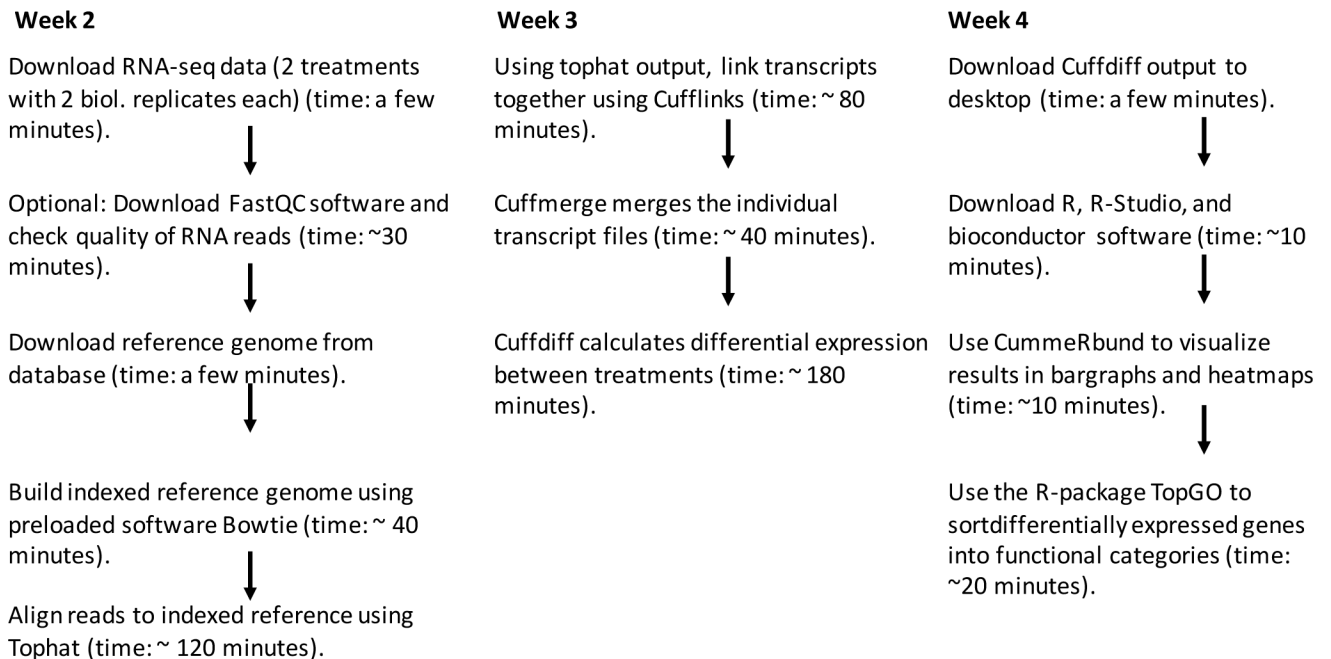 Week 2
Download RNA-seq data (2 treatments
with 2 biol. replicates each) (time: a few
minutes).
Optional: Download FastQC software and
check quality of RNA reads (time: ~30
minutes).
Download reference genome from
database (time: a few minutes).
Build indexed reference genome using
preloaded software Bowtie (time: ~ 40
minutes).
Align reads to indexed reference using
Tophat (time: ~ 120 minutes).
Week 3
Using tophat output, link transcripts
together using Cufflinks (time: ~ 80
minutes).
Cuffmerge merges the individual
transcript files (time: ~ 40 minutes).
Cuffdiff calculates differential expression
between treatments (time: ~ 180
minutes).
Week 4
Download Cuffdiff output to
desktop (time: a few minutes).
Download R, R-Studio, and
bioconductor software (time: ~10
minutes).
Use CummeRbund to visualize
results in bargraphs and heatmaps
(time: ~10 minutes).
Use the R-package TopGO to
sortdifferentially expressed genes
into functional categories (time:
~20 minutes).